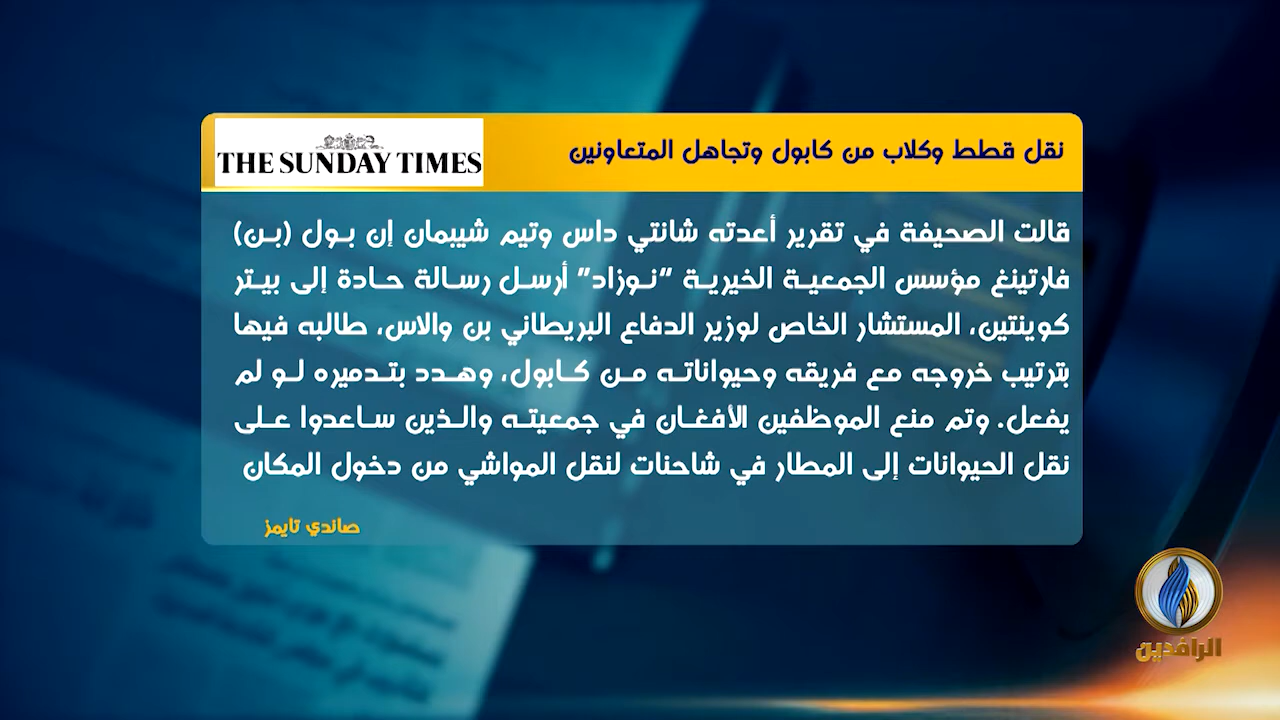 نقل قطط وكلاب من كابول وتجاهل المتعاونين
THE SUNDAY TIMES
قالت الصحيفة في تقرير أعدته شانتي داس وتيم شيبمان إن بول (بن)
فارتينغ مؤسس الجمعية الخيرية “نوزاد” أرسل رسالة حادة إلى بيتر
كوينتين، المستشار الخاص لوزير الدفاع البريطاني بن والاس، طالبه فيها
بترتيب خروجه مع فريقه وحيواناته من كابول، وهدد بتدميره لو لم
يفعل. وتم منع الموظفين الأفغان في جمعيته والذين ساعدوا على
نقل الحيوانات إلى المطار في شاحنات لنقل المواشي من دخول المكان
صاندي تايمز
الرافدين